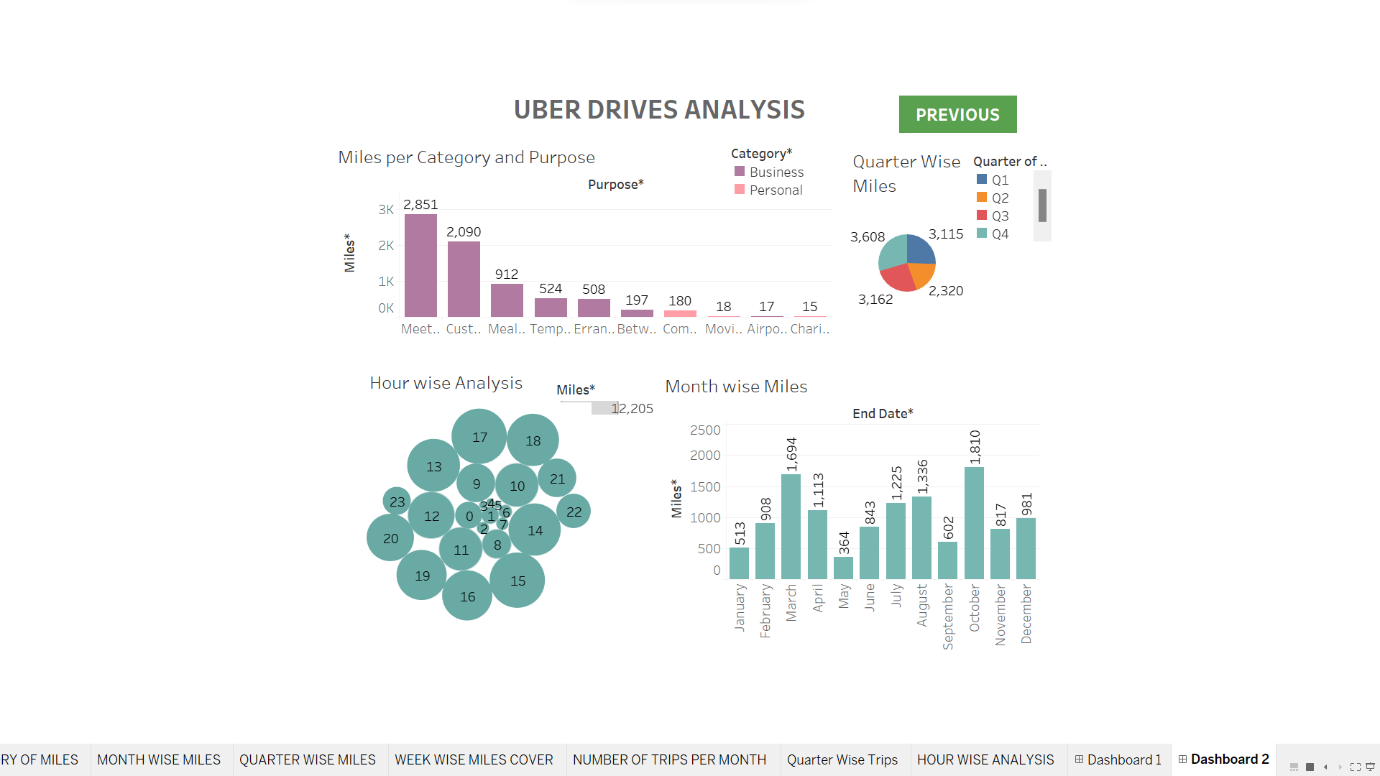 UBER DRIVES ANALYSIS
PREVIOUS
Miles per Category and Purpose
Category*
Business
Personal
Purpose*
Miles*
3K
2K
1K
0K
2,851
2,090
912
524
508
197
180
18
17
15
Meet..
Cust..
Meal..
Temp..
Erran..
Betw..
Com..
Movi..
Airpo..
Chari..
Quarter Wise
Miles
Quarter of ..
Q1
Q2
Q3
Q4
3,608
3,115
3,162
2,320
Hour wise Analysis
Miles*
12,205
17
18
13
9
10
21
23
12
0
3
4
5
1
6
2
7
22
14
20
11
8
19
16
15
Month wise Miles
End Date*
Miles*
2500
2000
1500
1000
500
0
513
908
1,694
1,113
364
843
1,225
1,336
602
1,810
817
981
January
February
March
April
May
June
July
August
September
October
November
December
RY OF MILES
MONTH WISE MILES
QUARTER WISE MILES
WEEK WISE MILES COVER
NUMBER OF TRIPS PER MONTH
Quarter Wise Trips
HOUR WISE ANALYSIS
Dashboard 1
Dashboard 2